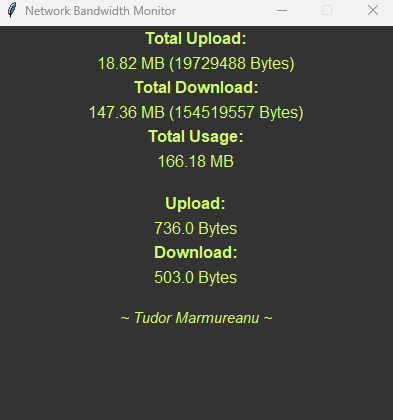 Network Bandwidth Monitor
Total Upload:
18.82 MB (19729488 Bytes)
Total Download:
147.36 MB (154519557 Bytes)
Total Usage:
166.18 MB
Upload:
736.0 Bytes
Download:
503.0 Bytes
~ Tudor Marmureanu ~